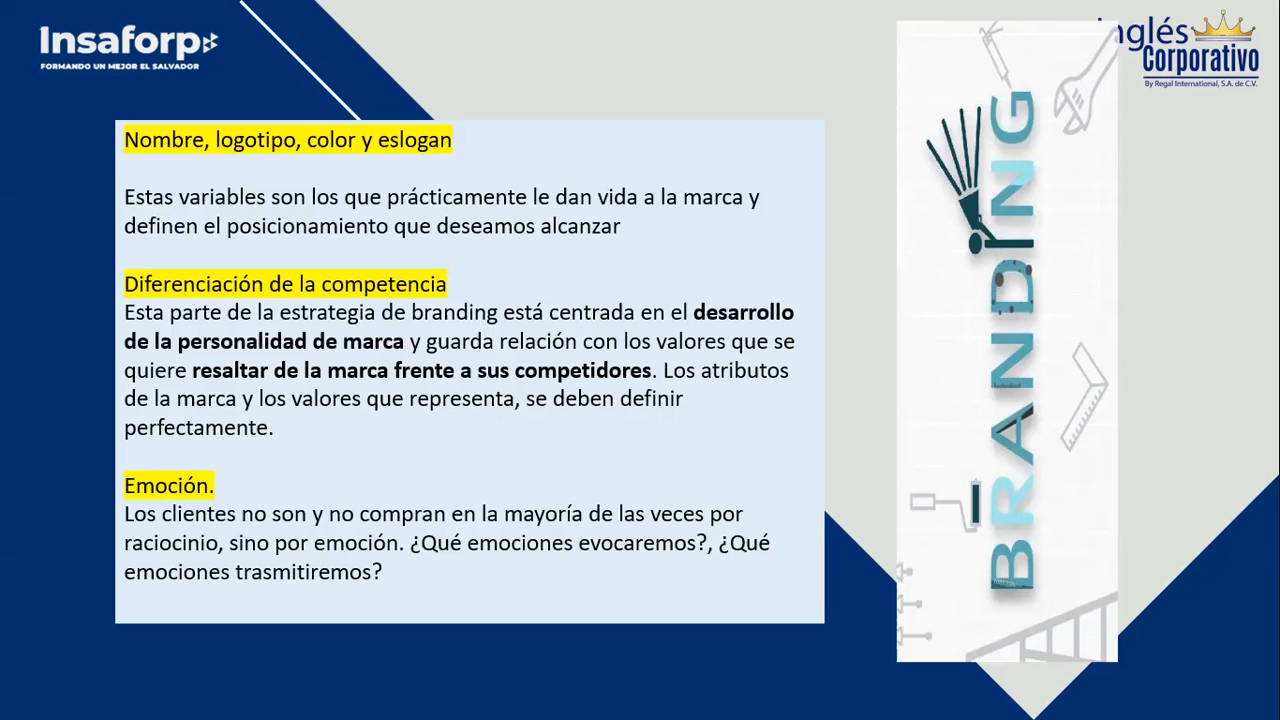 Insaforp
FORMANDO UN MEJOR EL SALVADOR
Inglés
Corporativo
By Regal International, S.A. de C.V.
Nombre, logotipo, color y eslogan
Estas variables son los que prácticamente le dan vida a la marca y
definen el posicionamiento que deseamos alcanzar
Diferenciación de la competencia
Esta parte de la estrategia de branding está centrada en el desarrollo
de la personalidad de marca y guarda relación con los valores que se
quiere resaltar de la marca frente a sus competidores. Los atributos
de la marca y los valores que representa, se deben definir
perfectamente.
Emoción.
Los clientes no son y no compran en la mayoría de las veces por
raciocinio, sino por emoción. ¿Qué emociones evocaremos?, ¿Qué
emociones trasmitiremos?
BRANDING